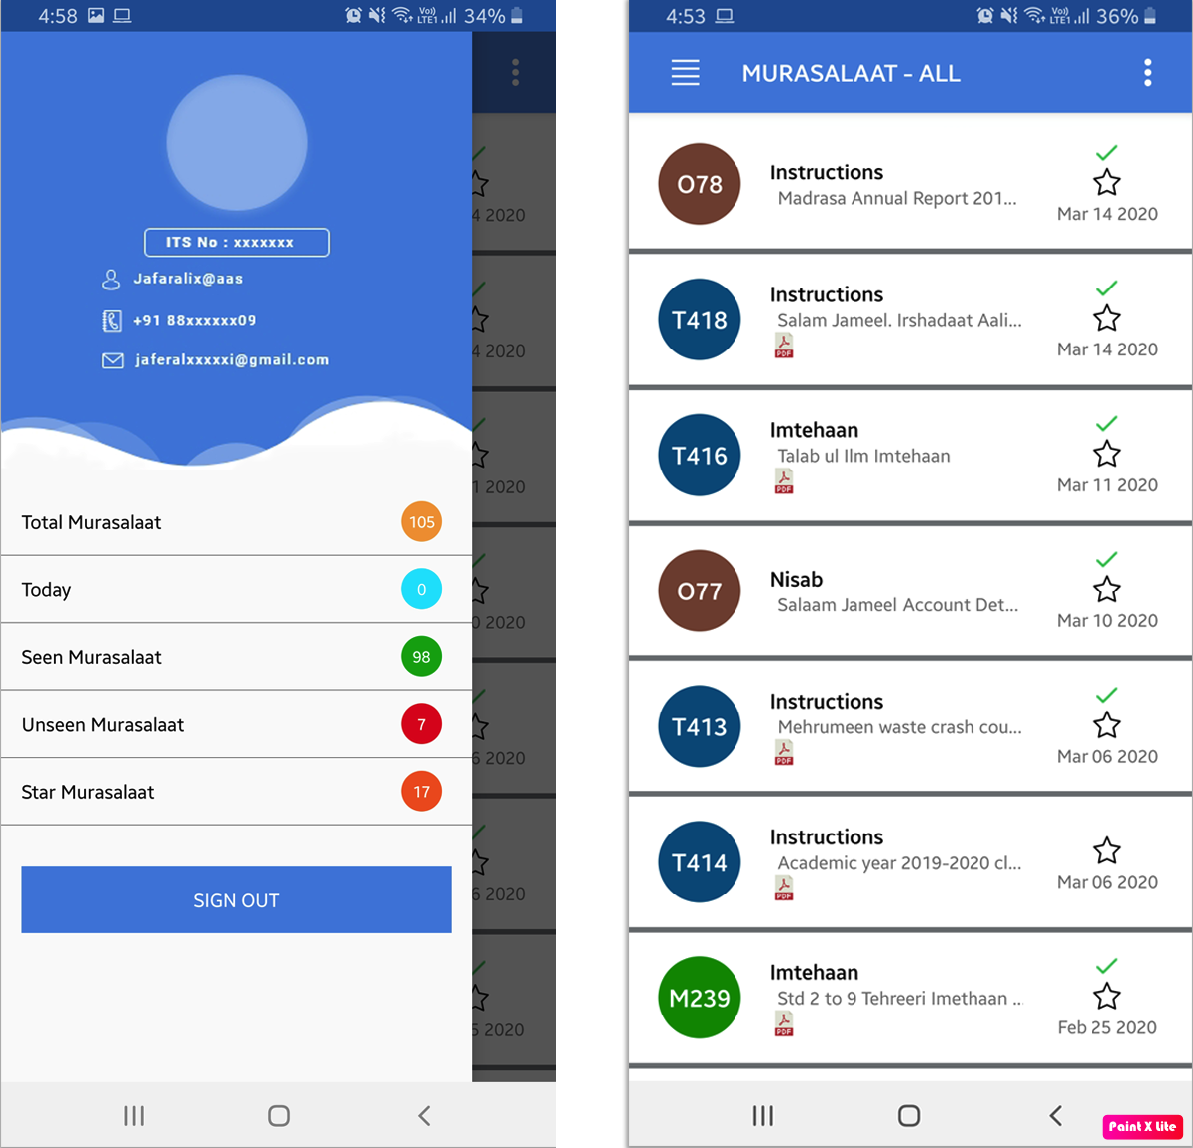 4:58 Vo) LTE1 34%
ITS No : xxxxxxx
Jafaralix@aas
+91 88xxxxxx09
jaferalxxxxxi@gmail.com
4 2020
4 2020
1 2020
0 2020
6 2020
6 2020
5 2020
Total Murasalaat 105
Today 0
Seen Murasalaat 98
Unseen Murasalaat 7
Star Murasalaat 17
SIGN OUT
4:53 Vo) LTE1 36%
MURASALAAT - ALL
O78 Instructions
Madrasa Annual Report 201...
Mar 14 2020
T418 Instructions
Salam Jameel. Irshadaat Aali...
PDF
Mar 14 2020
T416 Imtehaan
Talab ul Ilm Imtehaan
PDF
Mar 11 2020
O77 Nisab
Salaam Jameel Account Det...
Mar 10 2020
T413 Instructions
Mehrumeen waste crash cou...
PDF
Mar 06 2020
T414 Instructions
Academic year 2019-2020 cl...
PDF
Mar 06 2020
M239 Imtehaan
Std 2 to 9 Tehreeri Imethaan ..
PDF
Feb 25 2020
Paint X Lite